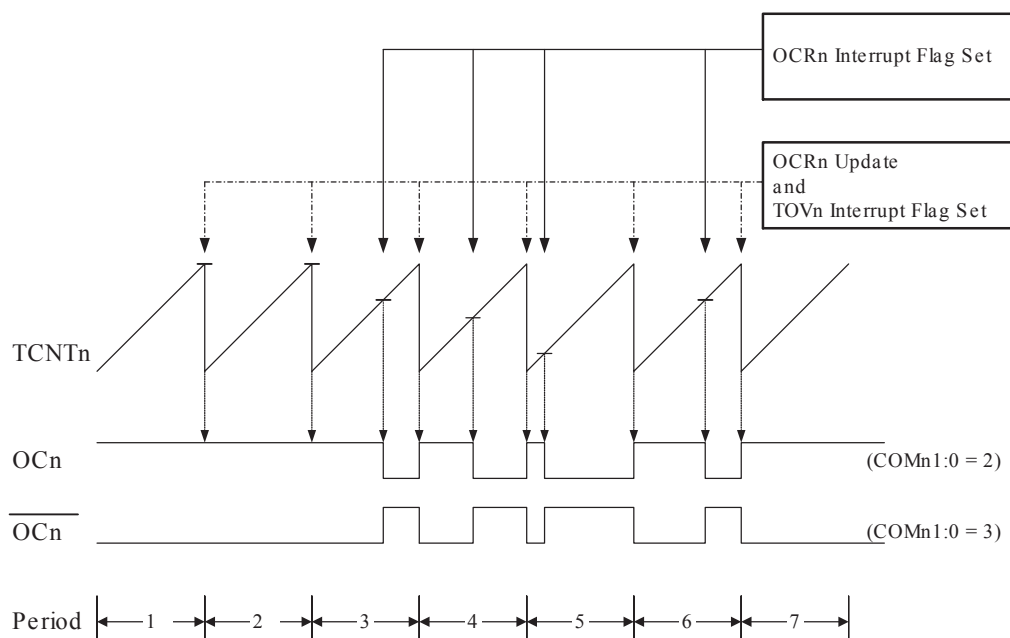 OCRn Interrupt Flag Set
OCRn Update
and
TOVn Interrupt Flag Set
TCNTn
OCn
(COMn1:0 = 2)
OCn
(COMn1:0 = 3)
Period
1
2
3
4
5
6
7